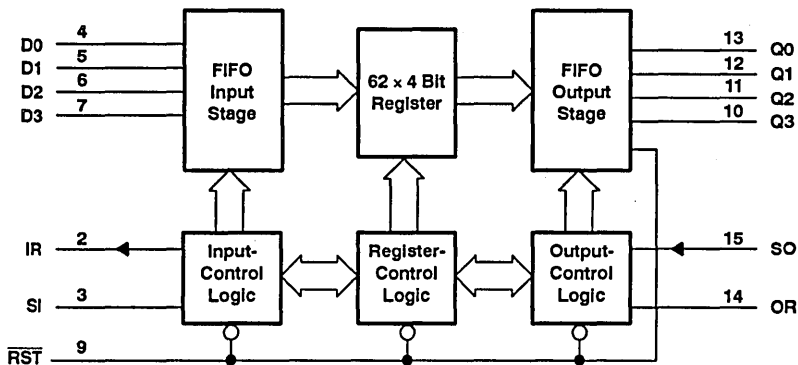 D0 4
D1 5
D2 6
D3 7
FIFO
Input
Stage
62 × 4 Bit
Register
FIFO
Output
Stage
13 Q0
12 Q1
11 Q2
10 Q3
IR 2
SI 3
Input-
Control
Logic
Register-
Control
Logic
Output-
Control
Logic
15 SO
14 OR
R̅S̅T̅ 9